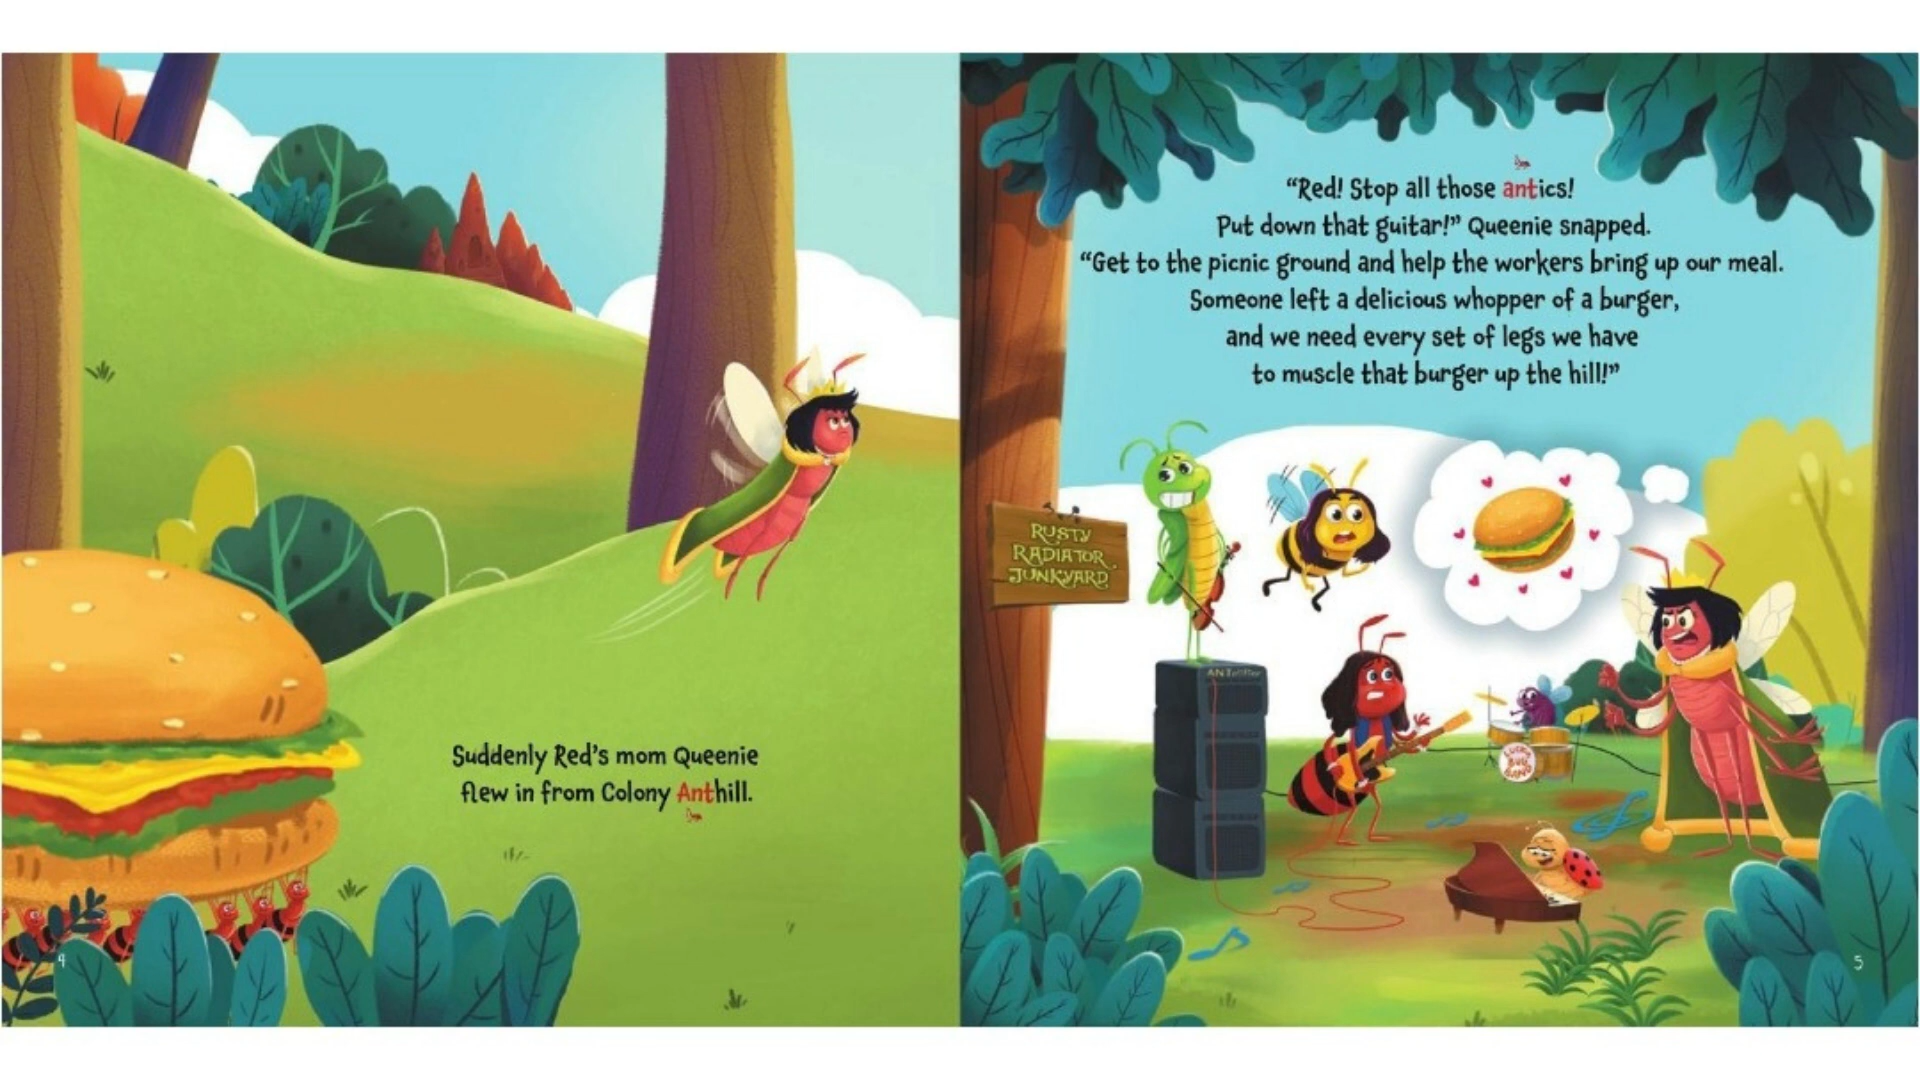 Suddenly Red's mom Queenie
flew in from Colony Anthill.
4
"Red! Stop all those antics!
Put down that guitar!" Queenie snapped.
"Get to the picnic ground and help the workers bring up our meal.
Someone left a delicious whopper of a burger,
and we need every set of legs we have
to muscle that burger up the hill!"
RUSTY
RADIATOR
JUNKYARD
LUCKY
BUG
BAND
5